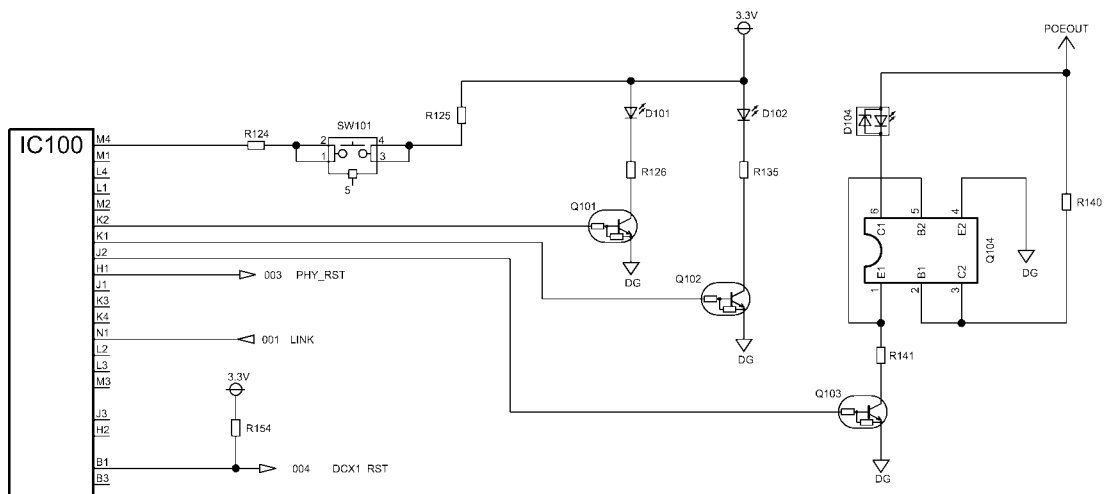 3.3V
POEOUT
IC100
M4
M1
L4
L1
M2
K2
K1
J2
H1
J1
K3
K4
N1
L2
L3
M3
J3
H2
B1
B3
R124
SW101
2
4
1
3
5
R125
D101
D102
D104
R126
R135
R140
Q101
DG
Q102
DG
003 PHY_RST
001 LINK
3.3V
R154
004 DCX1_RST
6
5
4
C1
B2
E2
Q104
E1
B1
C2
1
2
3
DG
R141
Q103
DG